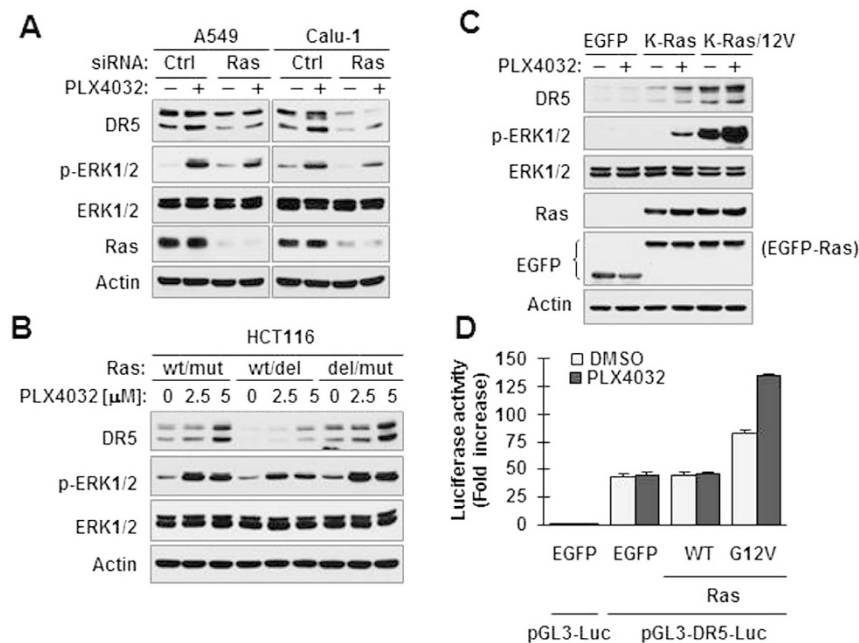 A
A549 Calu-1
siRNA: Ctrl Ras Ctrl Ras
PLX4032: – + – + – + – +
DR5
p-ERK1/2
ERK1/2
Ras
Actin
B
HCT116
Ras: wt/mut wt/del del/mut
PLX4032 [µM]: 0 2.5 5 0 2.5 5 0 2.5 5
DR5
p-ERK1/2
ERK1/2
Actin
C
EGFP K-Ras K-Ras/12V
PLX4032: – + – + – +
DR5
p-ERK1/2
ERK1/2
Ras
EGFP (EGFP-Ras)
Actin
D
Luciferase activity
(Fold increase)
150
125
100
75
50
25
0
DMSO
PLX4032
EGFP EGFP WT G12V
Ras
pGL3-Luc pGL3-DR5-Luc